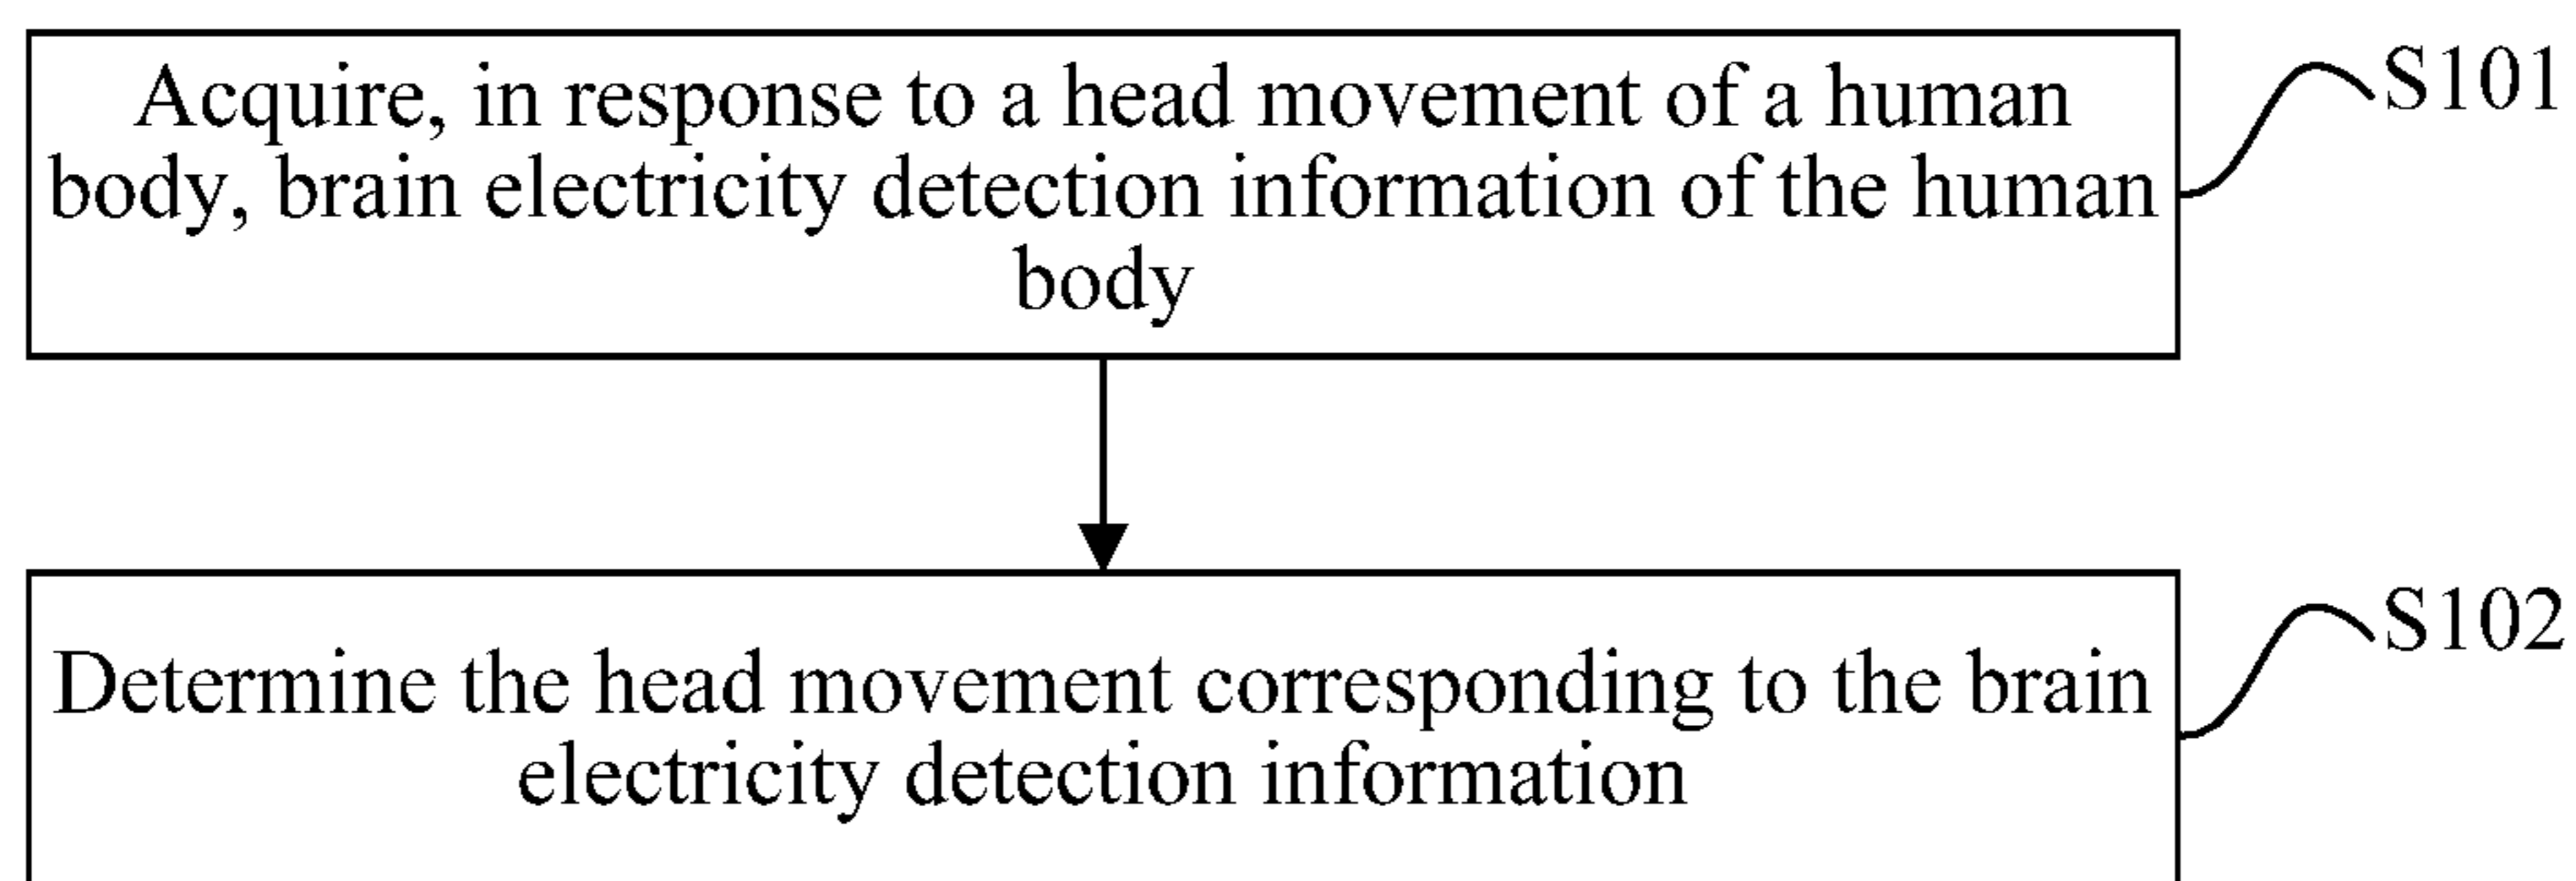 Acquire, in response to a head movement of a human
body, brain electricity detection information of the human
body
S101
Determine the head movement corresponding to the brain
electricity detection information
S102